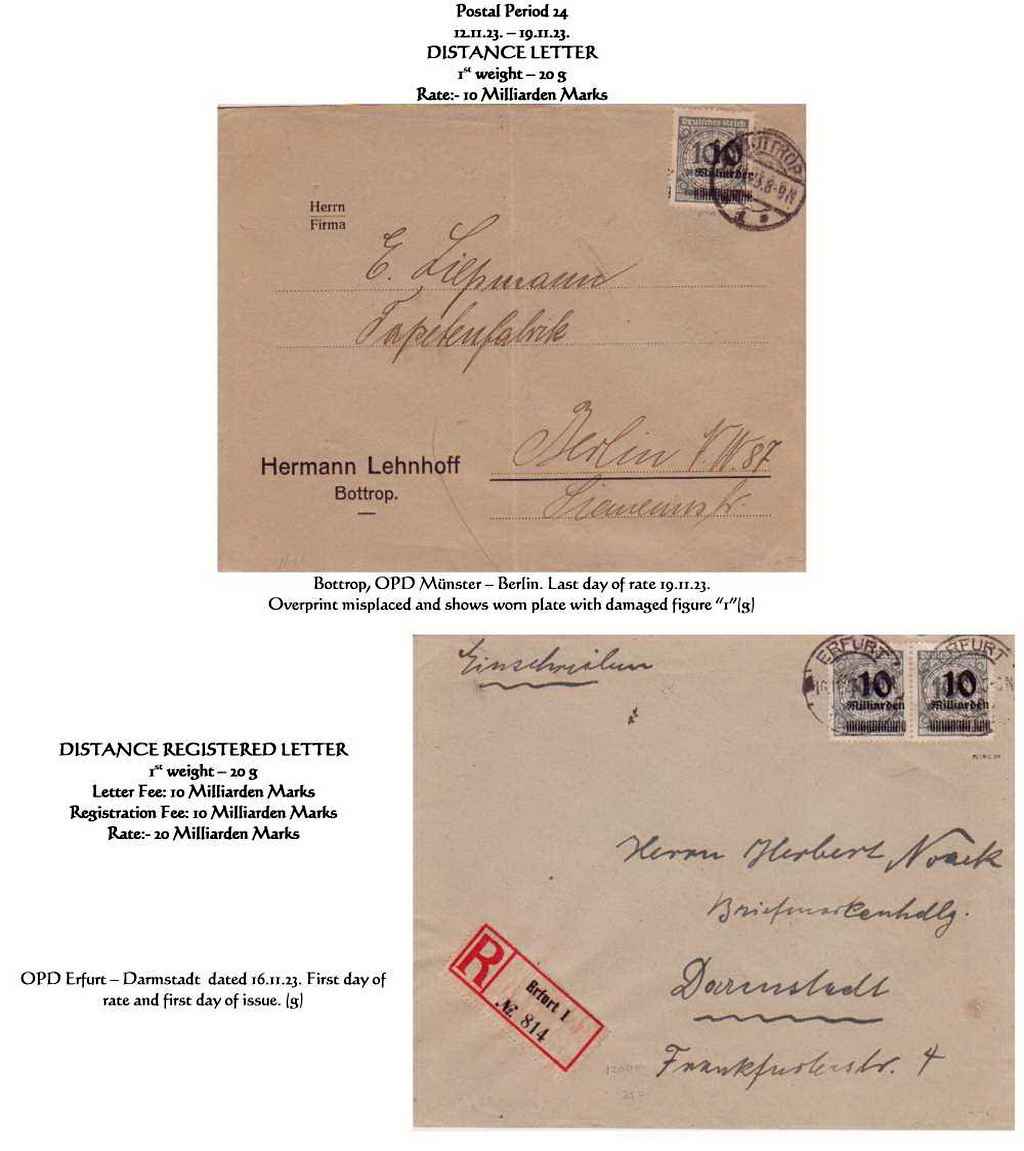 Postal Period 24
12.11.23. – 19.11.23.
DISTANCE LETTER
1st weight – 20 g
Rate:- 10 Milliarden Marks
Deutsches Reich
10
Milliarden
Herrn
Firma
E. Liepmann
Tapetenfabrik
Berlin N.W. 87
Hermann Lehnhoff
Bottrop.
Bottrop, OPD Münster – Berlin. Last day of rate 19.11.23.
Overprint misplaced and shows worn plate with damaged figure "1"(g)
Einschreiben
ERFURT
ERFURT
10
Milliarden
10
Milliarden
DISTANCE REGISTERED LETTER
1st weight – 20 g
Letter Fee: 10 Milliarden Marks
Registration Fee: 10 Milliarden Marks
Rate:- 20 Milliarden Marks
Herrn Herbert Noack
Briefmarkenhdlg.
Darmstadt
Frankfurterstr. 4
R
Erfurt 1
№ 814
OPD Erfurt – Darmstadt dated 16.11.23. First day of
rate and first day of issue. (g)